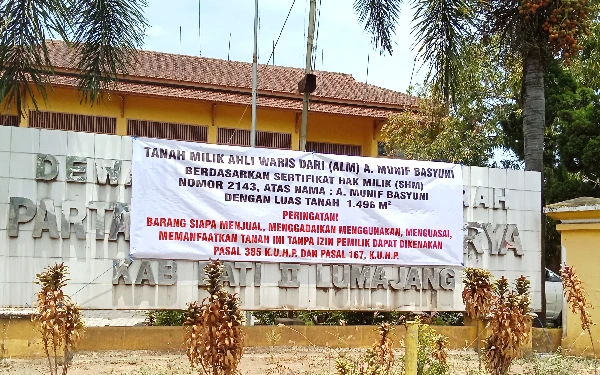 TANAH MILIK AHLI WARIS DARI (ALM) A. MUNIF BASYUNI
BERDASARKAN SERTIFIKAT HAK MILIK (SHM)
NOMOR 2143, ATAS NAMA : A. MUNIF BASYUNI
DENGAN LUAS TANAH 1.496 M²
PERINGATAN!
BARANG SIAPA MENJUAL, MENGGADAIKAN MENGGUNAKAN, MENGUASAI,
MEMANFAATKAN TANAH INI TANPA IZIN PEMILIK DAPAT DIKENAKAN
PASAL 385 K.U.H.P DAN PASAL 167, K.U.H.P.
KAB DATI II LUMAJANG